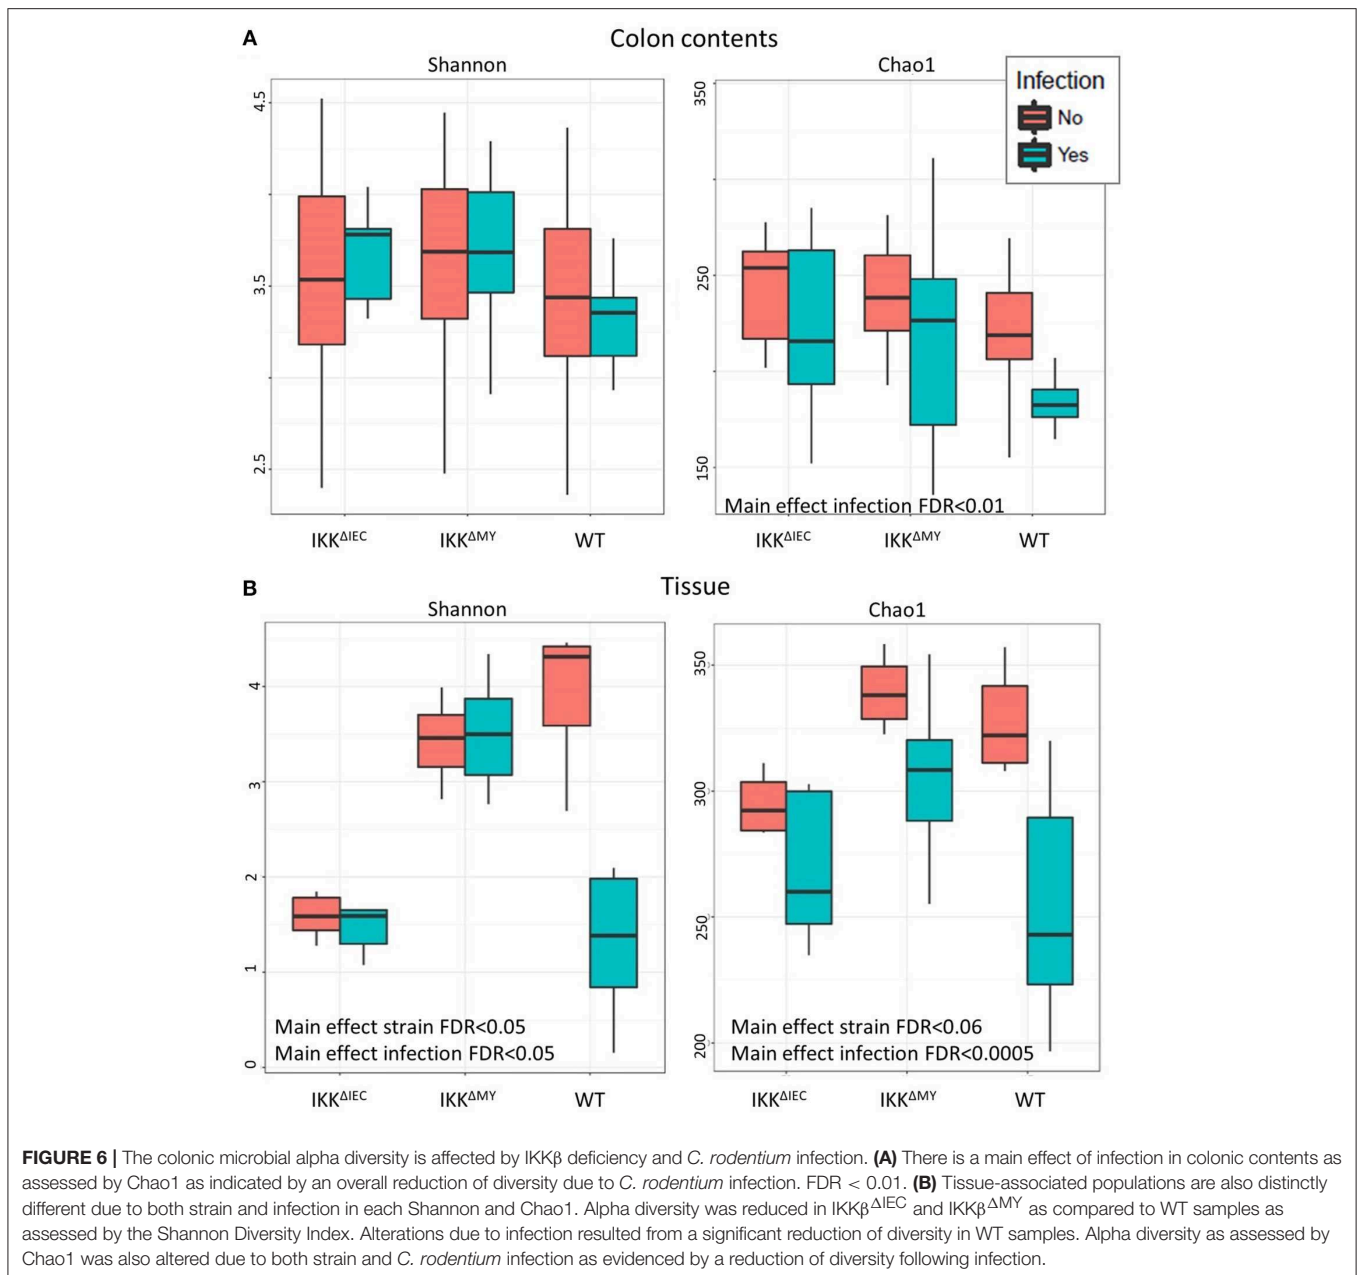 A
Colon contents
Shannon
Chao1
Infection
No
Yes
4.5
3.5
2.5
350
250
150
Main effect infection FDR<0.01
IKK^ΔIEC IKK^ΔMY WT
IKK^ΔIEC IKK^ΔMY WT
B
Tissue
Shannon
Chao1
4
3
2
1
0
Main effect strain FDR<0.05
Main effect infection FDR<0.05
350
300
250
200
Main effect strain FDR<0.06
Main effect infection FDR<0.0005
IKK^ΔIEC IKK^ΔMY WT
IKK^ΔIEC IKK^ΔMY WT
FIGURE 6 | The colonic microbial alpha diversity is affected by IKKβ deficiency and C. rodentium infection. (A) There is a main effect of infection in colonic contents as
assessed by Chao1 as indicated by an overall reduction of diversity due to C. rodentium infection. FDR < 0.01. (B) Tissue-associated populations are also distinctly
different due to both strain and infection in each Shannon and Chao1. Alpha diversity was reduced in IKKβ^ΔIEC and IKKβ^ΔMY as compared to WT samples as
assessed by the Shannon Diversity Index. Alterations due to infection resulted from a significant reduction of diversity in WT samples. Alpha diversity as assessed by
Chao1 was also altered due to both strain and C. rodentium infection as evidenced by a reduction of diversity following infection.